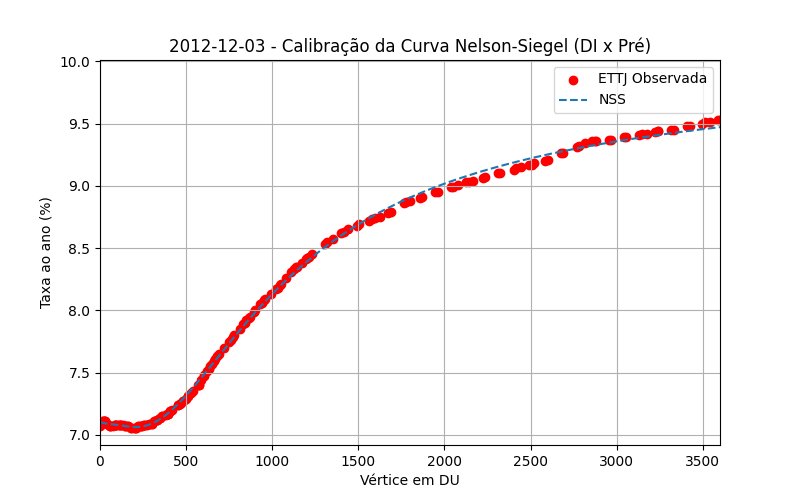 2012-12-03 - Calibração da Curva Nelson-Siegel (DI x Pré)
10.0
9.5
9.0
8.5
8.0
7.5
7.0
Taxa ao ano (%)
ETTJ Observada
NSS
0 500 1000 1500 2000 2500 3000 3500
Vértice em DU